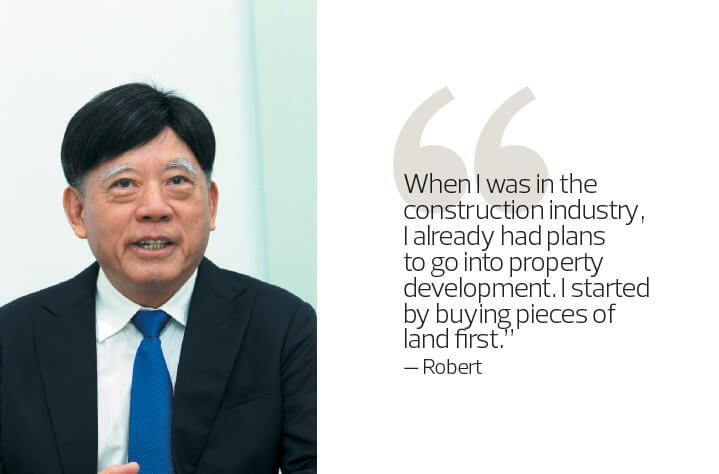 “
When I was in the
construction industry,
I already had plans
to go into property
development. I started
by buying pieces of
land first.”
— Robert